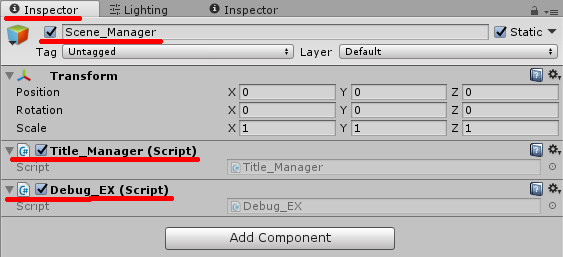 Inspector Lighting Inspector
Scene_Manager Static
Tag Untagged Layer Default
Transform
Position X 0 Y 0 Z 0
Rotation X 0 Y 0 Z 0
Scale X 1 Y 1 Z 1
Title_Manager (Script)
Script Title_Manager
Debug_EX (Script)
Script Debug_EX
Add Component